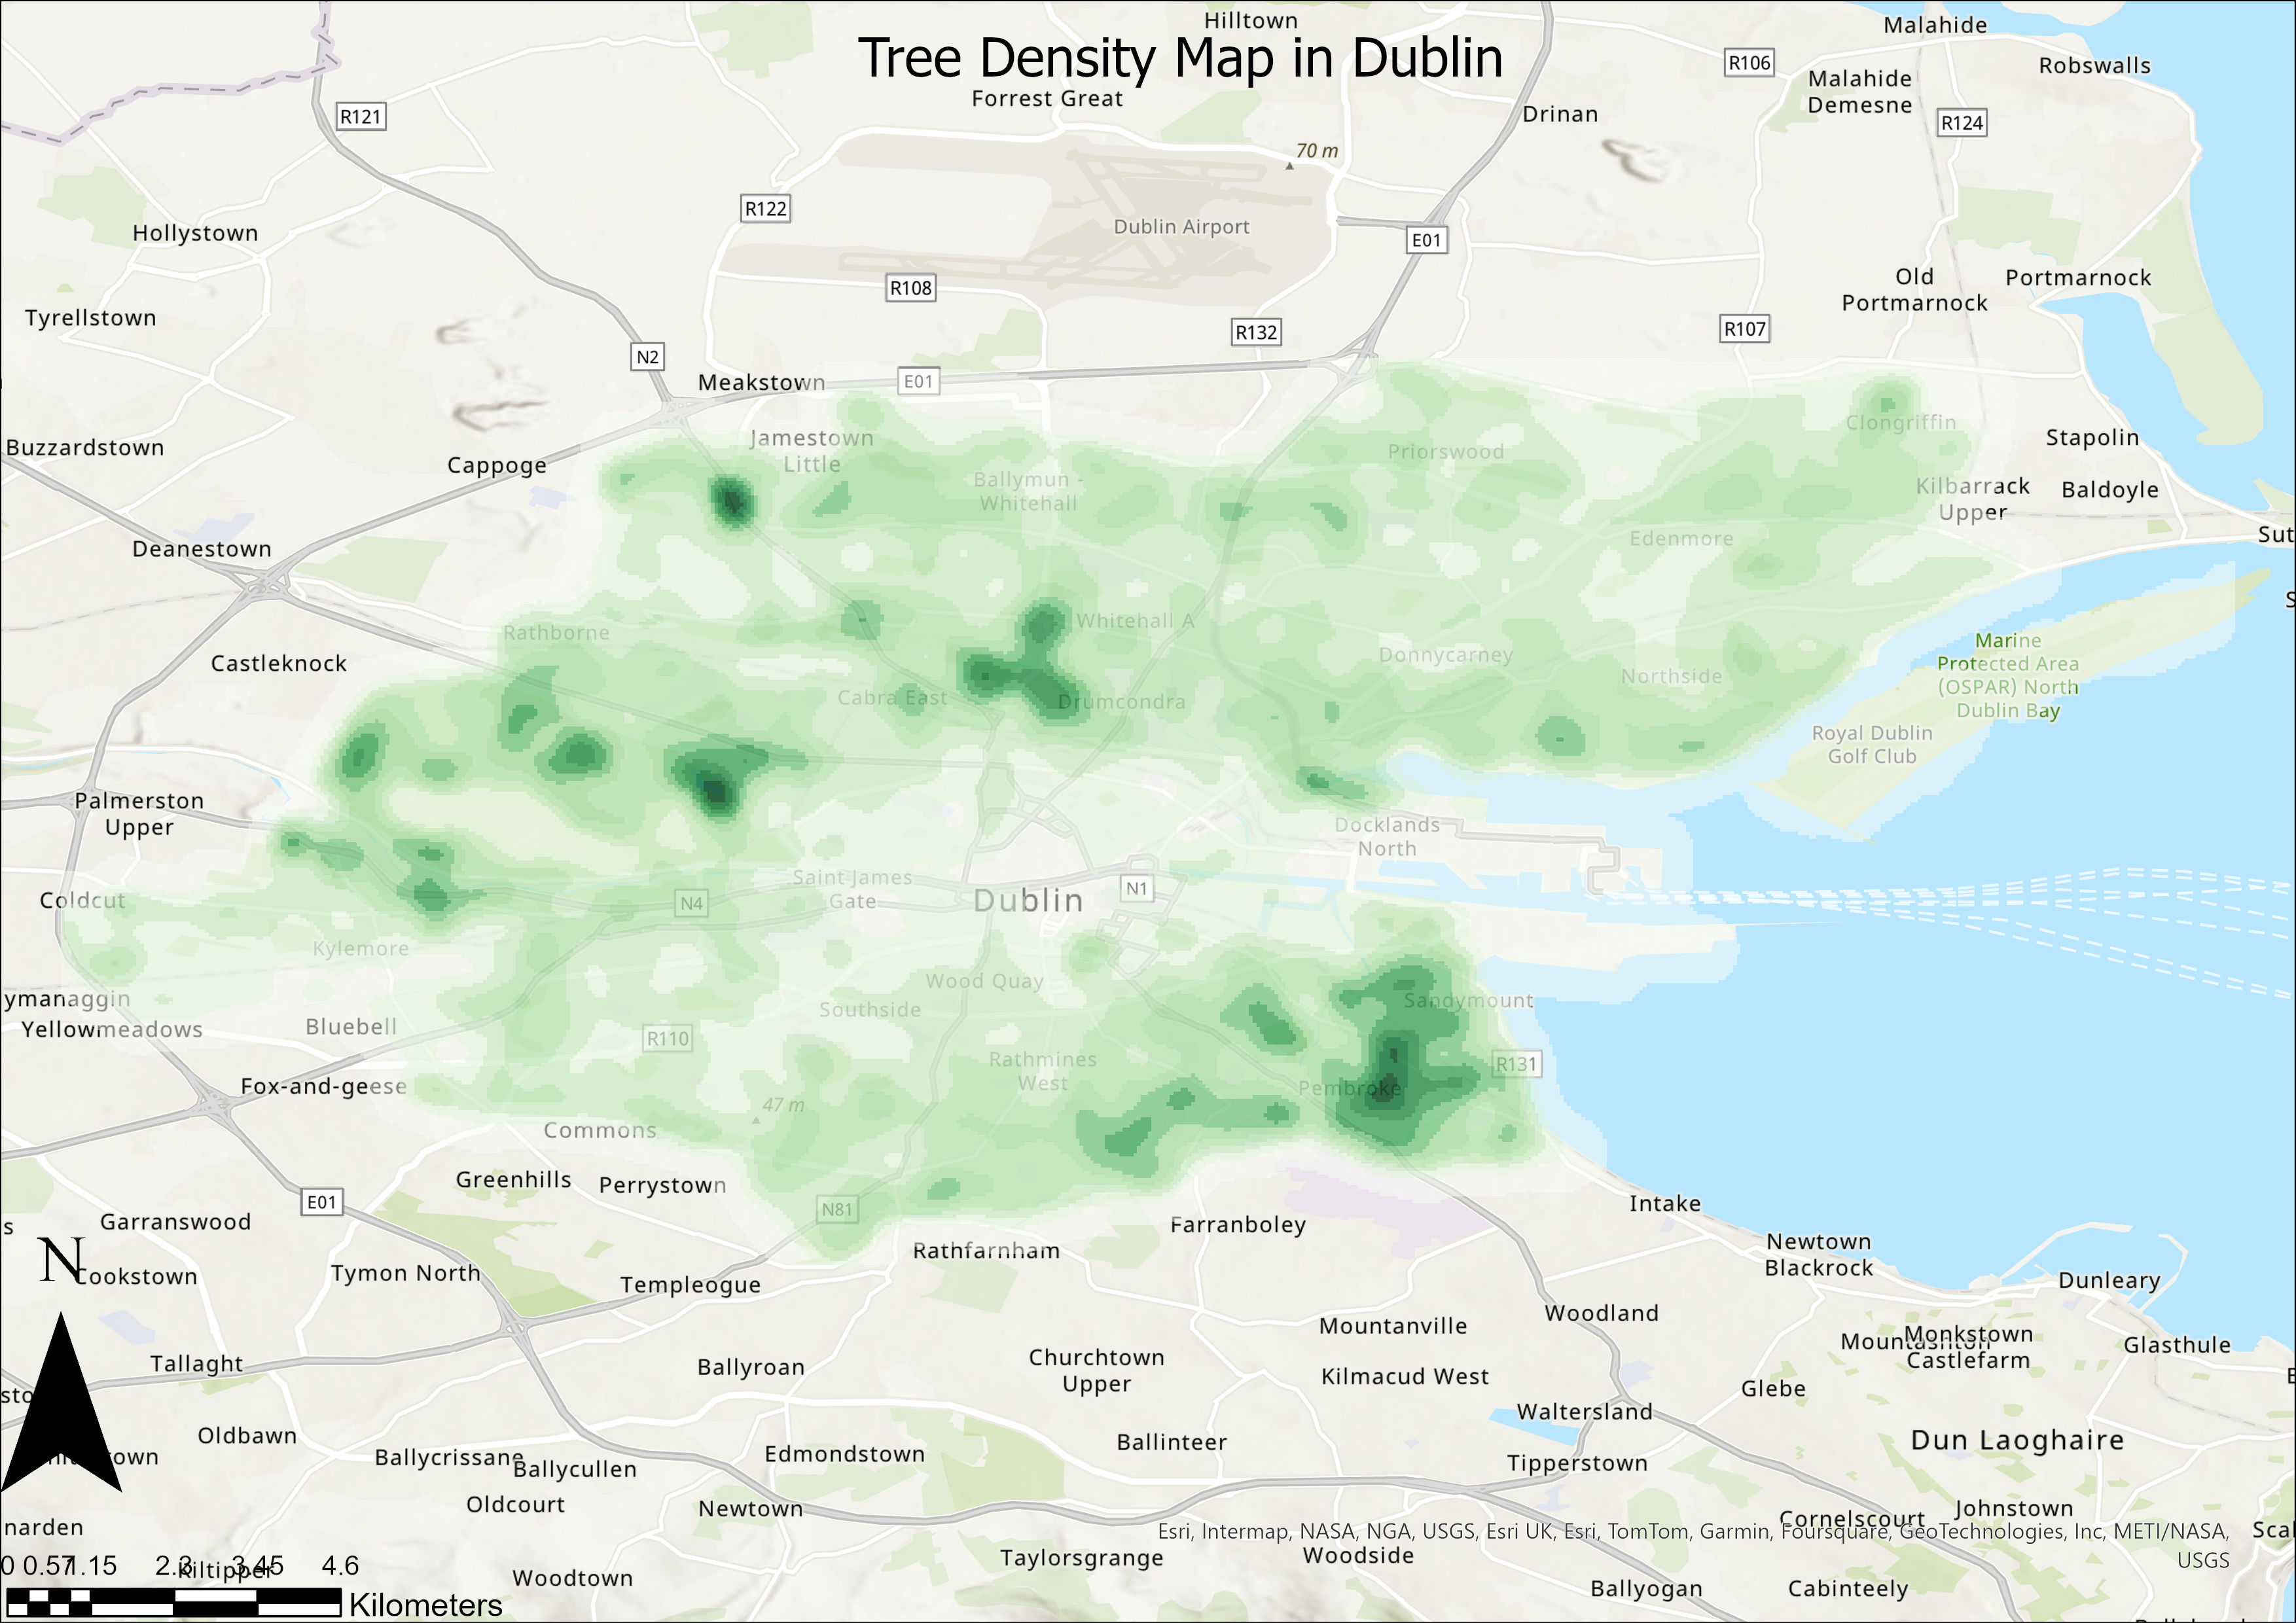 Hilltown
Malahide
Tree Density Map in Dublin
R106
Robswalls
Malahide
Demesne
Forrest Great
R121
Drinan
R124
70 m
R122
Dublin Airport
Hollystown
E01
Old
Portmarnock
Portmarnock
R108
Tyrellstown
R132
R107
N2
Meakstown
E01
Clongriffin
Jamestown
Little
Stapolin
Buzzardstown
Priorswood
Cappoge
Ballymun -
Whitehall
Kilbarrack
Upper
Baldoyle
Sut
Deanestown
Edenmore
Whitehall A
Rathborne
Marine
Protected Area
(OSPAR) North
Dublin Bay
Castleknock
Donnycarney
Northside
Cabra East
Drumcondra
Royal Dublin
Golf Club
Palmerston
Upper
Docklands
North
Saint James
Gate
N1
Coldcut
N4
Dublin
Kylemore
Wood Quay
ymanaggin
Sandymount
Southside
Yellowmeadows
Bluebell
R110
Rathmines
West
R131
Fox-and-geese
Pembroke
47 m
Commons
Greenhills
Perrystown
E01
N81
Intake
Garranswood
Farranboley
Newtown
Blackrock
N
Rathfarnham
Cookstown
Tymon North
Templeogue
Dunleary
Woodland
Mountanville
Monkstown
Castlefarm
Mountashton
Glasthule
Tallaght
Ballyroan
Churchtown
Upper
Kilmacud West
Glebe
sto
Waltersland
Oldbawn
Ballinteer
Dun Laoghaire
Edmondstown
Ballycrissane
Ballycullen
Tipperstown
Oldcourt
Newtown
Johnstown
Cornelscourt
narden
Esri, Intermap, NASA, NGA, USGS, Esri UK, Esri, TomTom, Garmin, Foursquare, GeoTechnologies, Inc, METI/NASA,
USGS
Scal
Taylorsgrange
Woodside
0 0.57 1.15 2.3 3.45 4.6
Kiltipper
Woodtown
Ballyogan
Cabinteely
Kilometers